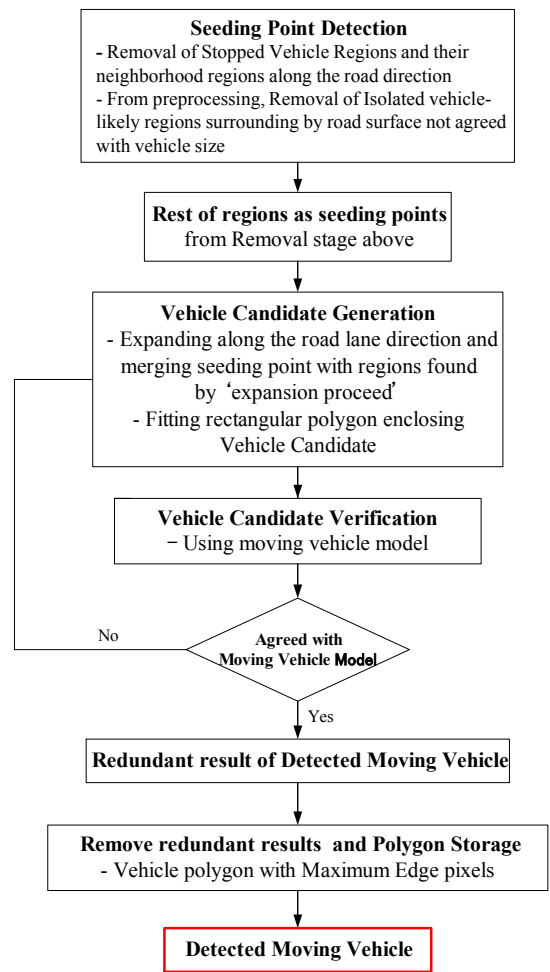 Seeding Point Detection
- Removal of Stopped Vehicle Regions and their
neighborhood regions along the road direction
- From preprocessing, Removal of Isolated vehicle-
likely regions surrounding by road surface not agreed
with vehicle size
Rest of regions as seeding points
from Removal stage above
Vehicle Candidate Generation
- Expanding along the road lane direction and
merging seeding point with regions found
by ‘expansion proceed’
- Fitting rectangular polygon enclosing
Vehicle Candidate
Vehicle Candidate Verification
- Using moving vehicle model
No
Agreed with
Moving Vehicle Model
Yes
Redundant result of Detected Moving Vehicle
Remove redundant results and Polygon Storage
- Vehicle polygon with Maximum Edge pixels
Detected Moving Vehicle